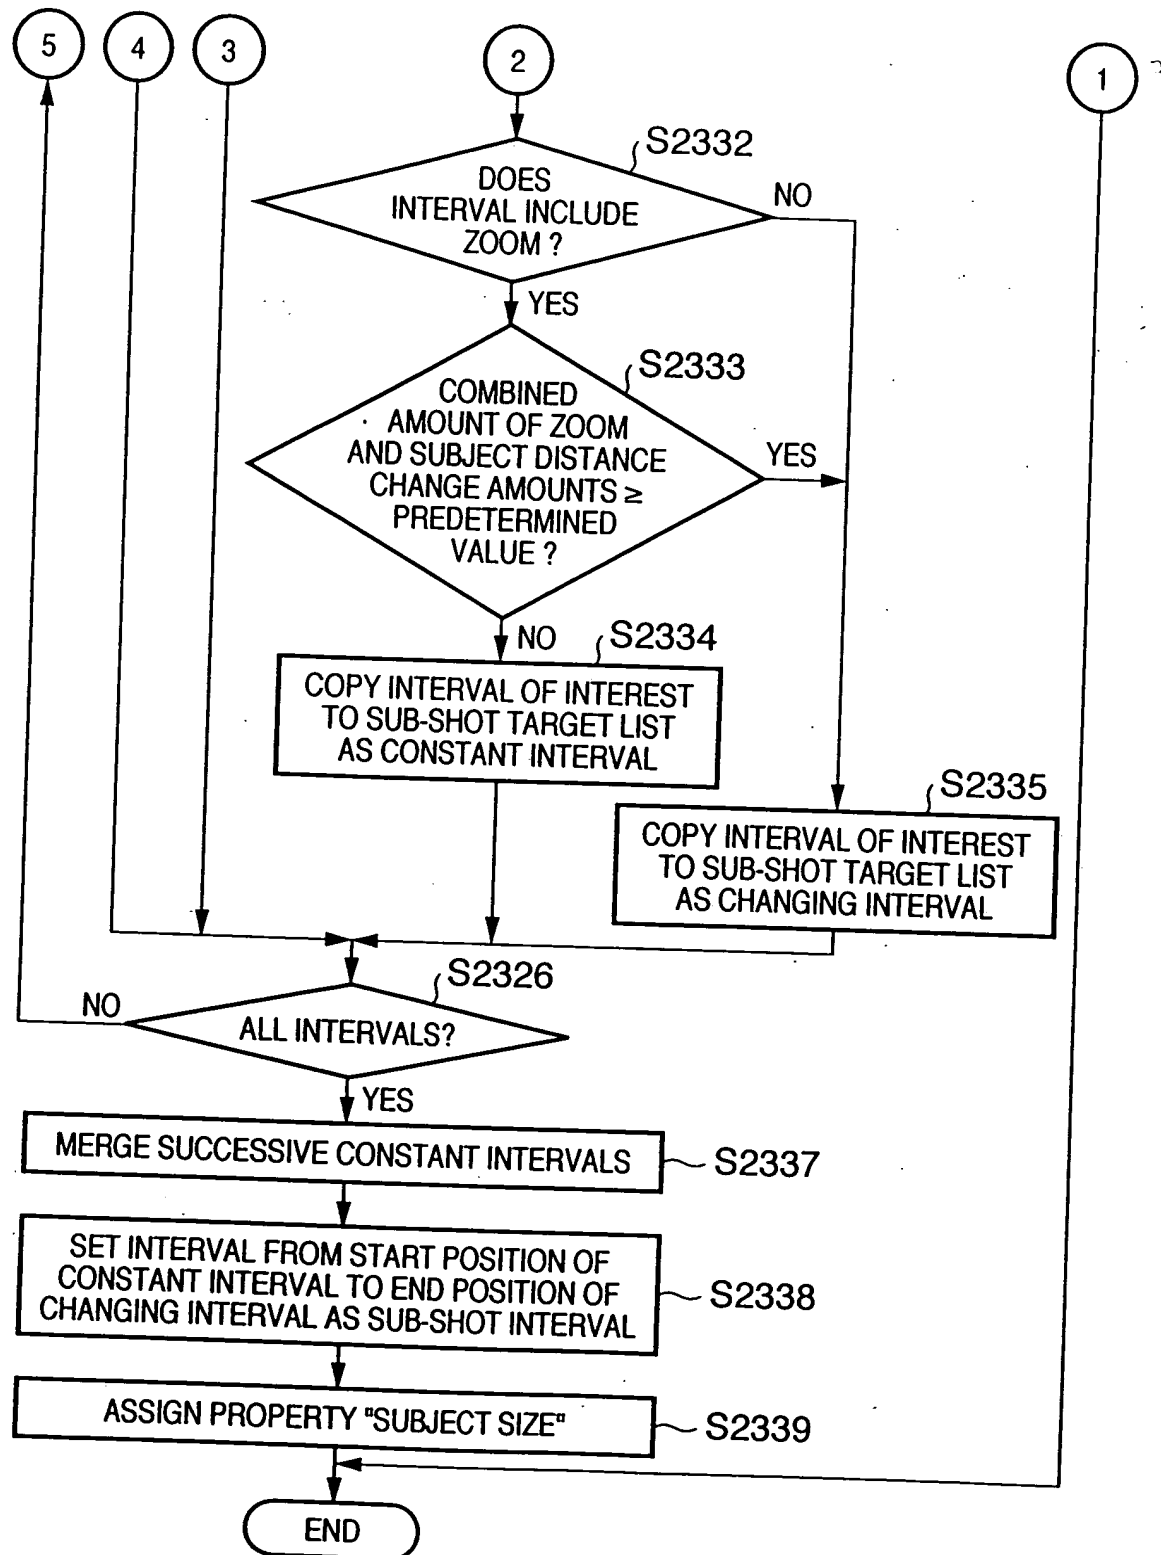 5
4
3
2
1
S2332
DOES
INTERVAL INCLUDE
ZOOM ?
NO
YES
S2333
COMBINED
AMOUNT OF ZOOM
AND SUBJECT DISTANCE
CHANGE AMOUNTS ≥
PREDETERMINED
VALUE ?
YES
NO
S2334
COPY INTERVAL OF INTEREST
TO SUB-SHOT TARGET LIST
AS CONSTANT INTERVAL
S2335
COPY INTERVAL OF INTEREST
TO SUB-SHOT TARGET LIST
AS CHANGING INTERVAL
S2326
NO
ALL INTERVALS?
YES
MERGE SUCCESSIVE CONSTANT INTERVALS
S2337
SET INTERVAL FROM START POSITION OF
CONSTANT INTERVAL TO END POSITION OF
CHANGING INTERVAL AS SUB-SHOT INTERVAL
S2338
ASSIGN PROPERTY "SUBJECT SIZE"
S2339
END